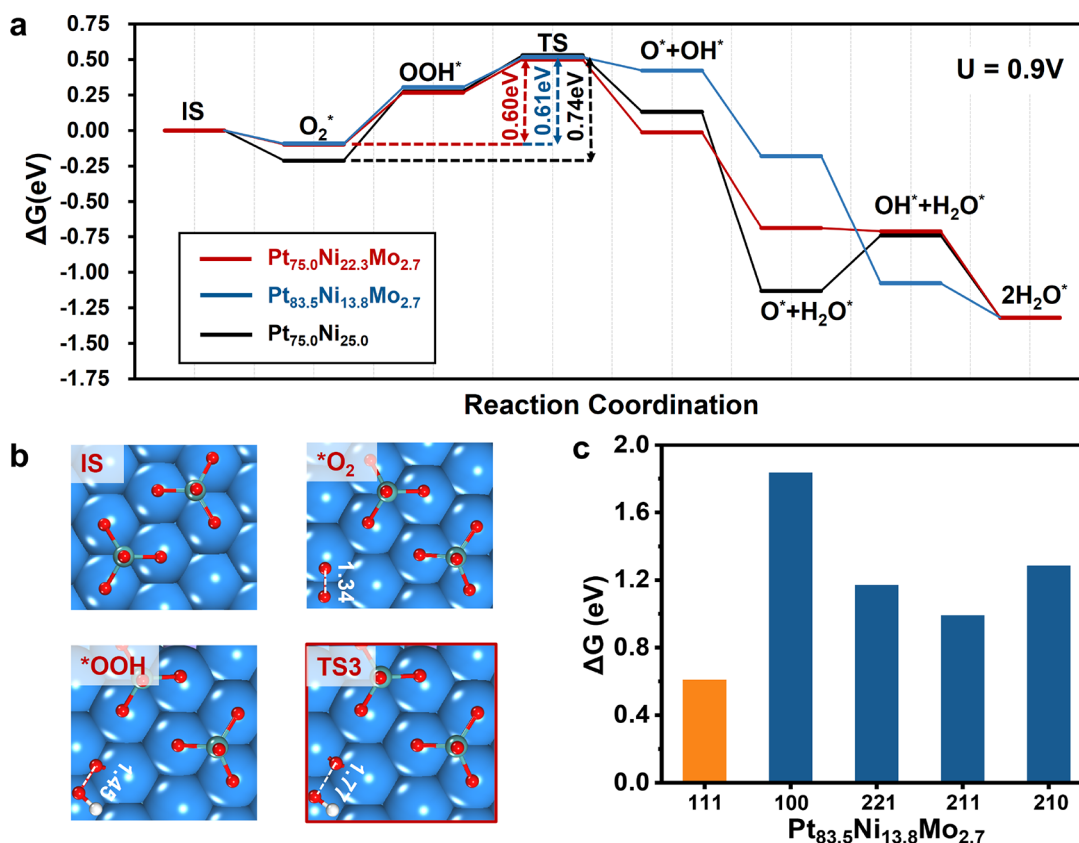 a
0.75
0.50
0.25
0.00
-0.25
-0.50
-0.75
-1.00
-1.25
-1.50
-1.75
ΔG(eV)
IS
O₂*
OOH*
TS
O*+OH*
U = 0.9V
0.60eV
0.61eV
0.74eV
OH*+H₂O*
O*+H₂O*
2H₂O*
Pt₇₅.₀Ni₂₂.₃Mo₂.₇
Pt₈₃.₅Ni₁₃.₈Mo₂.₇
Pt₇₅.₀Ni₂₅.₀
Reaction Coordination
b
IS
*O₂
1.34
*OOH
1.45
TS3
1.77
c
2.0
1.6
1.2
0.8
0.4
0.0
ΔG (eV)
111 100 221 211 210
Pt₈₃.₅Ni₁₃.₈Mo₂.₇